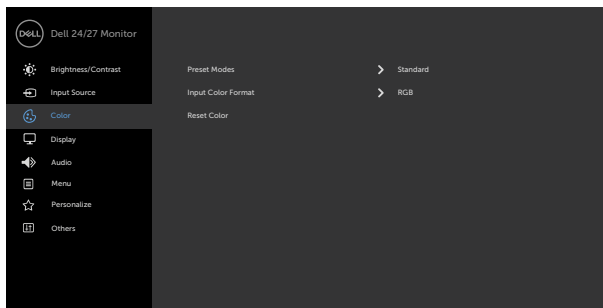 DELL Dell 24/27 Monitor
Brightness/Contrast Preset Modes Standard
Input Source Input Color Format RGB
Color Reset Color
Display
Audio
Menu
Personalize
Others